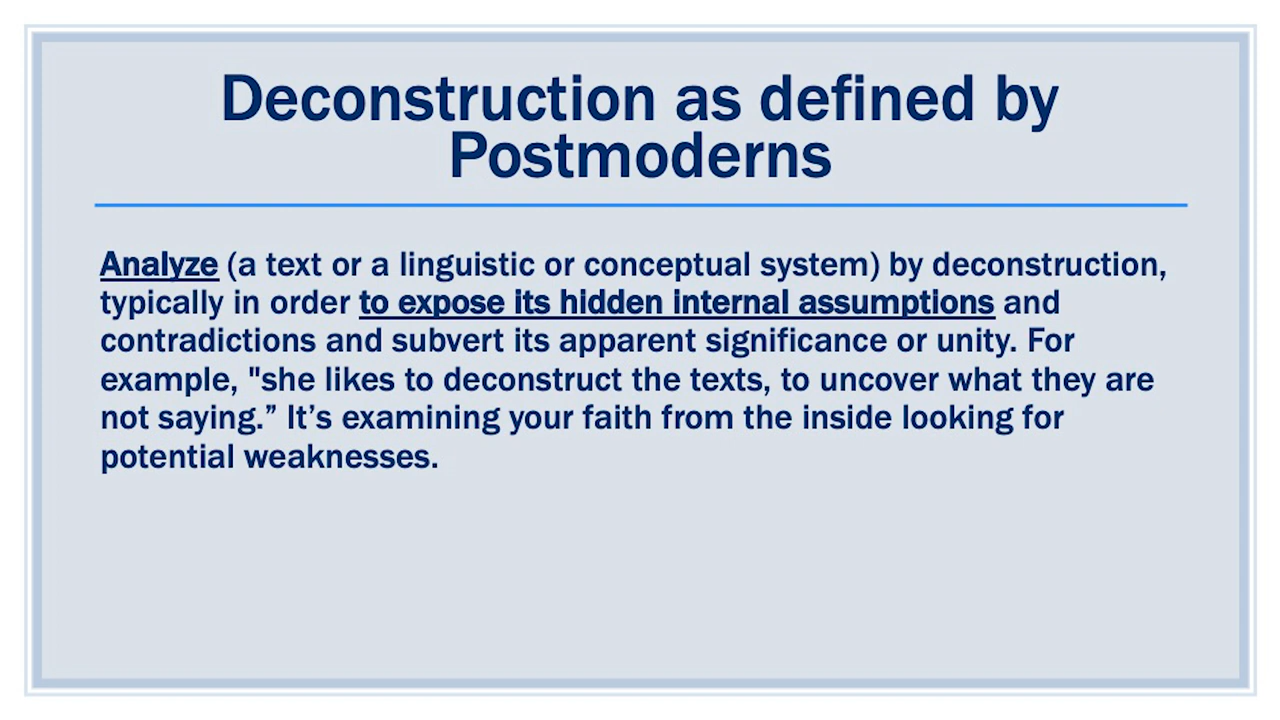 Deconstruction as defined by
Postmoderns
Analyze (a text or a linguistic or conceptual system) by deconstruction,
typically in order to expose its hidden internal assumptions and
contradictions and subvert its apparent significance or unity. For
example, "she likes to deconstruct the texts, to uncover what they are
not saying.” It’s examining your faith from the inside looking for
potential weaknesses.